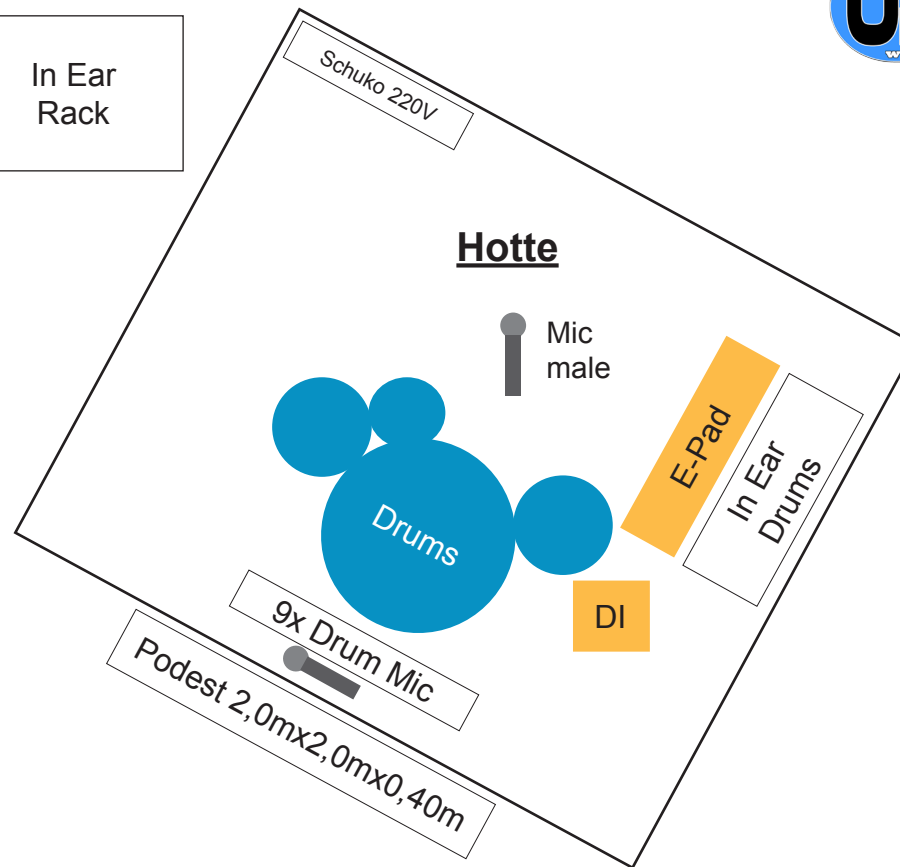 In Ear
Rack
Schuko 220V
Hotte
Mic
male
E-Pad
In Ear
Drums
Drums
DI
9x Drum Mic
Podest 2,0mx2,0mx0,40m